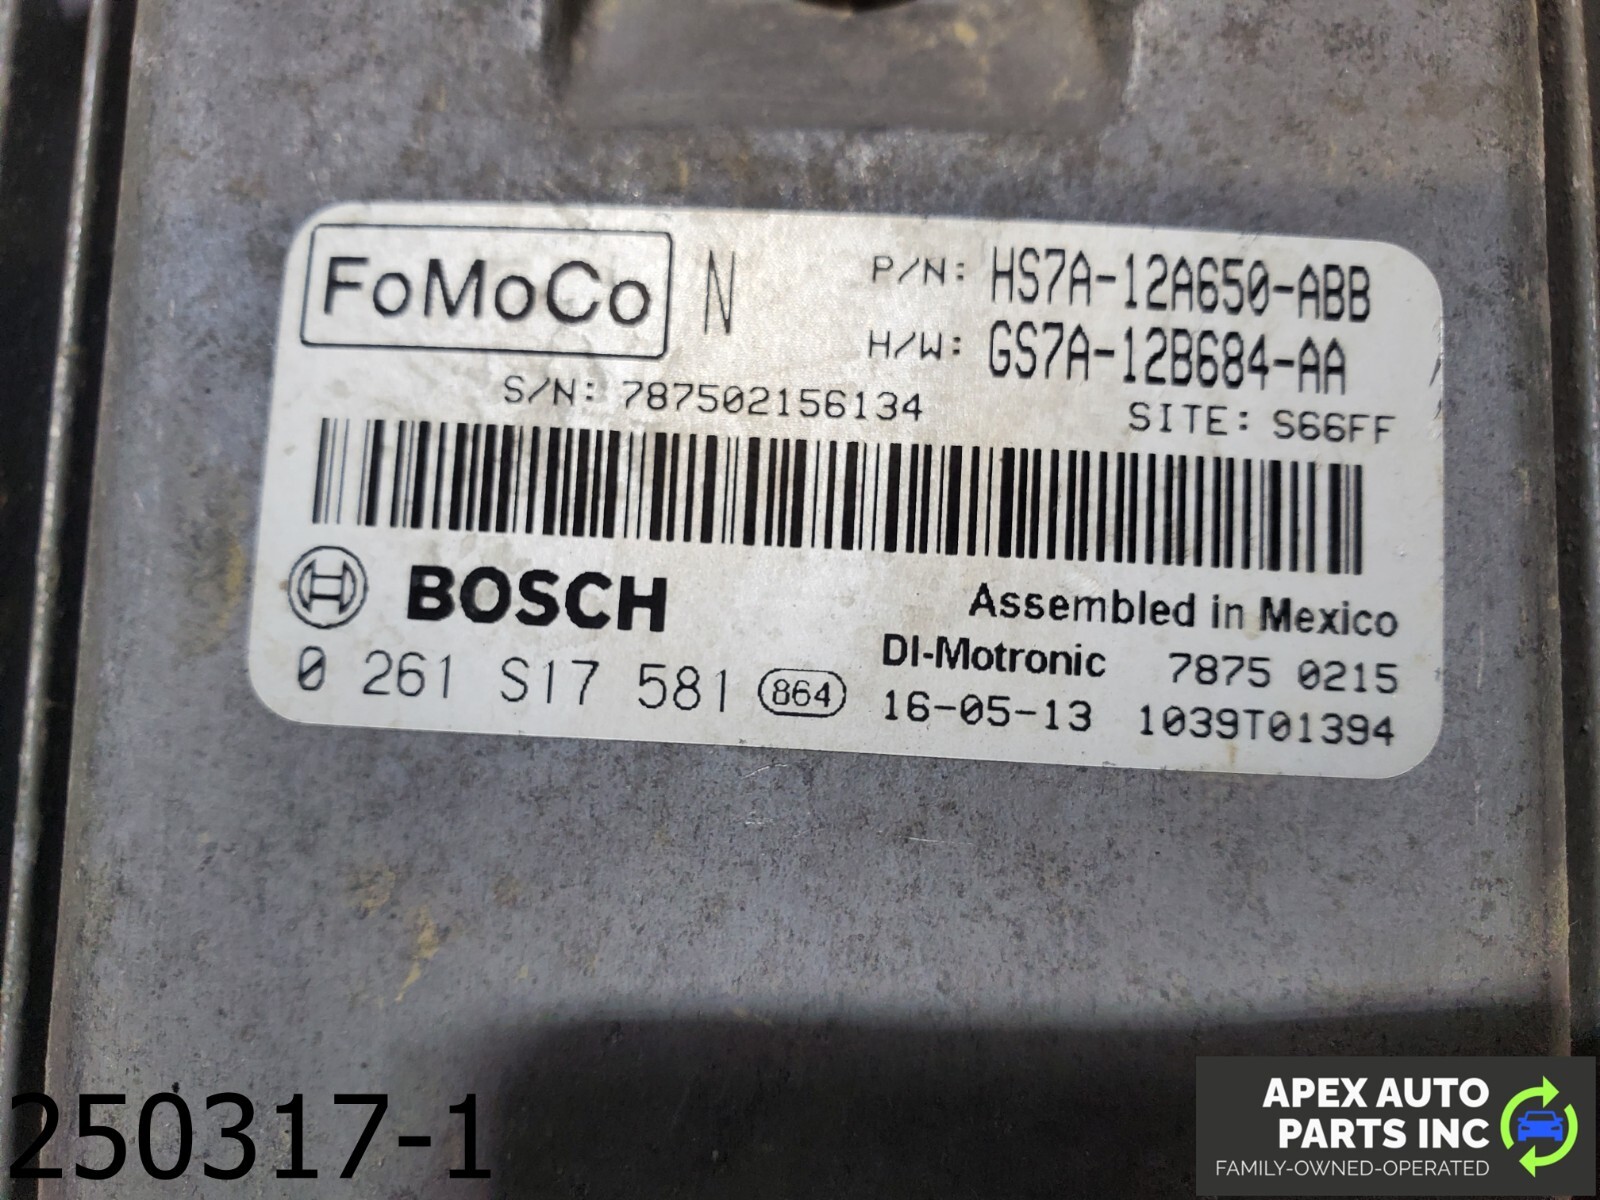 FoMoCo N P/N: HS7A-12A650-ABB
H/W: GS7A-12B684-AA
S/N: 787502156134 SITE: S66FF
BOSCH Assembled in Mexico
DI-Motronic 7875 0215
0 261 S17 581 864 16-05-13 1039T01394
250317-1
APEX AUTO
PARTS INC
FAMILY-OWNED-OPERATED